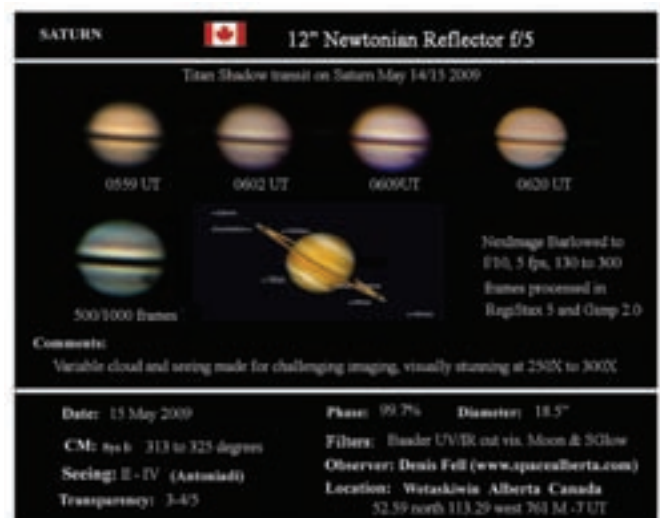 SATURN
12" Newtonian Reflector f/5
Titan Shadow transit on Saturn May 14/15 2009
0559 UT
0602 UT
0609UT
0620 UT
NexImage Barlowed to
f/10, 5 fps, 130 to 300
frames processed in
RegiStax 5 and Gimp 2.0
500/1000 frames
Comments:
Variable cloud and seeing made for challenging imaging, visually stunning at 250X to 300X
Date: 15 May 2009
CM: 313 to 325 degrees
Seeing: II - IV (Antoniadi)
Transparency: 3-4/5
Phase: 99.7% Diameter: 18.5"
Filters: Baader UV/IR cut vis. Moon & SGlow
Observer: Denis Fell (www.spacealberta.com)
Location: Wetaskiwin Alberta Canada
52.59 north 113.29 west 761 M -7 UT